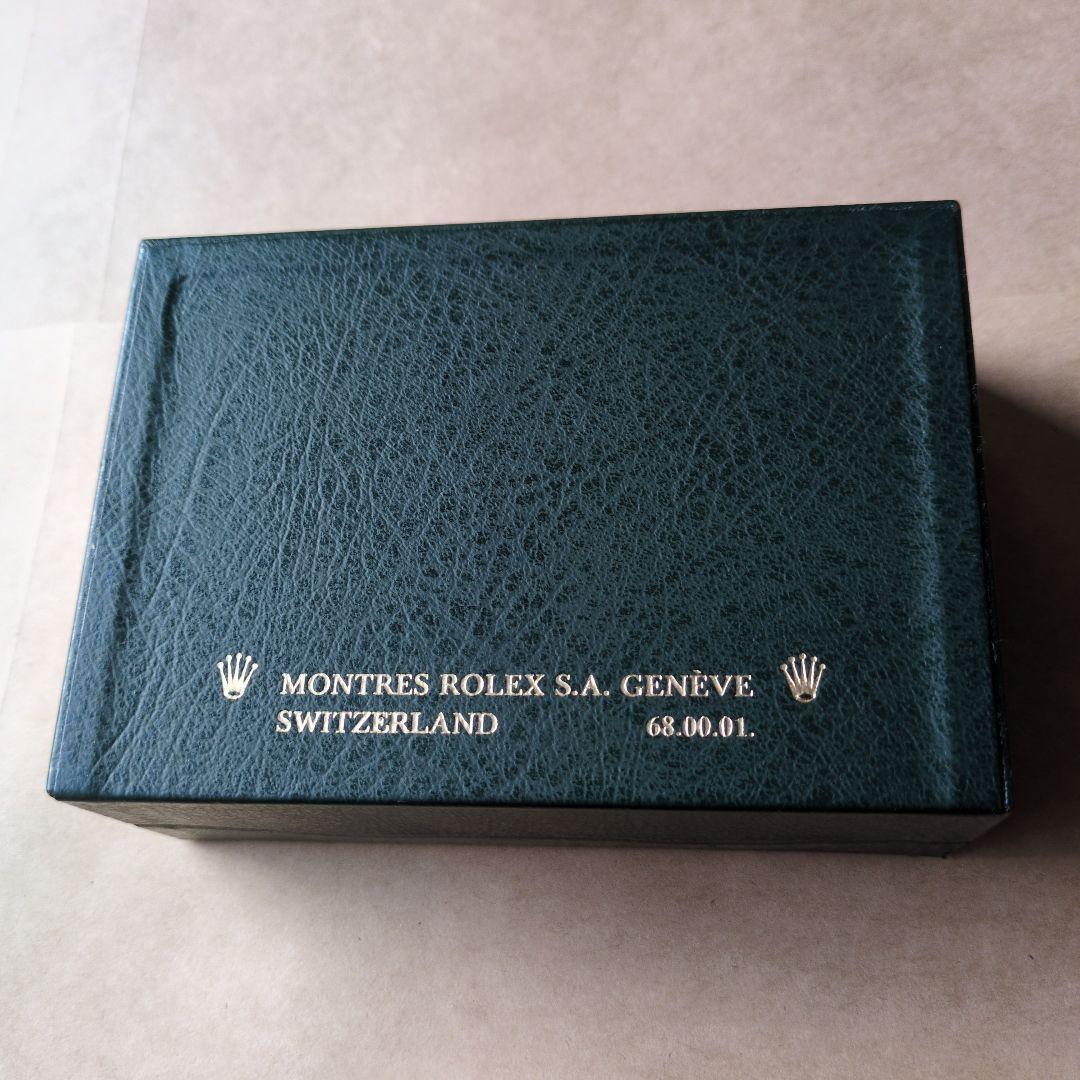 MONTRES ROLEX S.A. GENÈVE
SWITZERLAND 68.00.01.